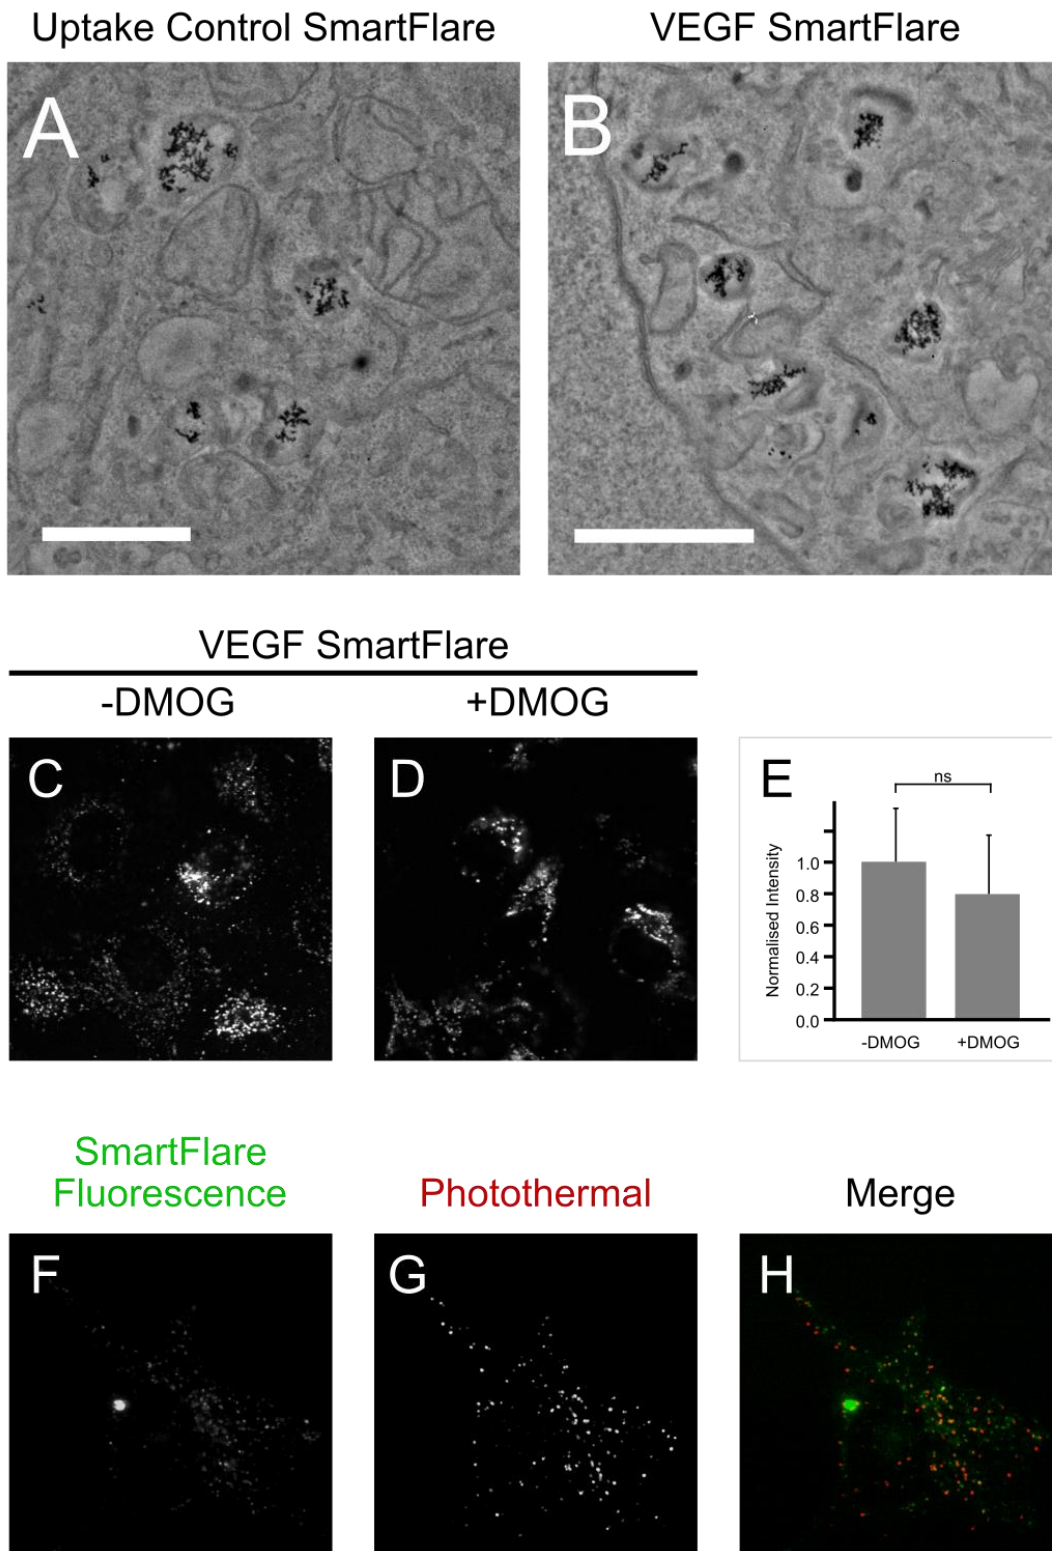 Uptake Control SmartFlare
VEGF SmartFlare
A
B
VEGF SmartFlare
-DMOG
+DMOG
C
D
E
ns
Normalised Intensity
1.0
0.8
0.6
0.4
0.2
0.0
-DMOG
+DMOG
SmartFlare
Fluorescence
Photothermal
Merge
F
G
H